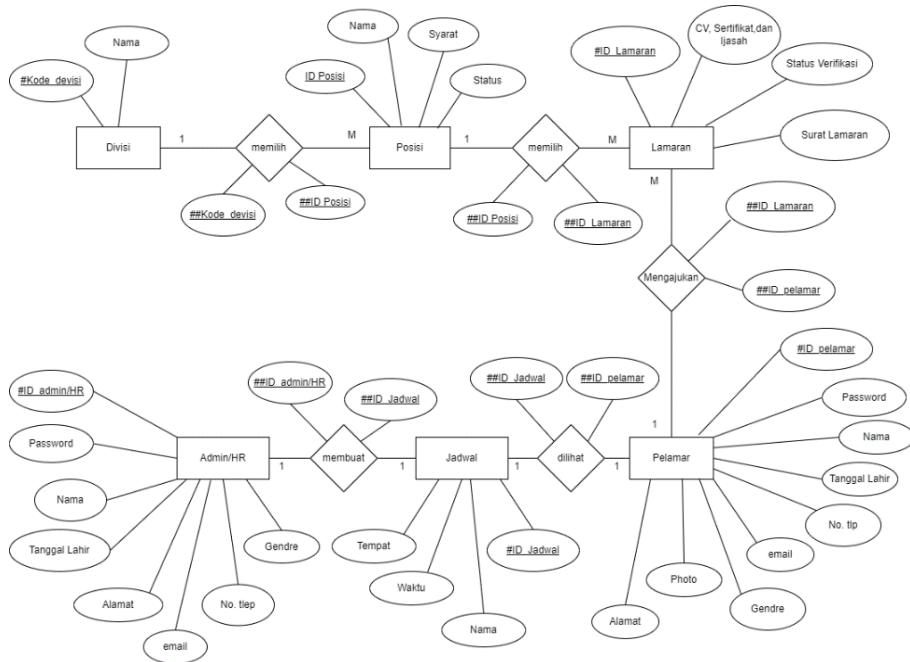 Nama
#Kode_devisi
Divisi
1
memilih
M
##Kode_devisi
##ID Posisi
Nama
Syarat
ID Posisi
Status
Posisi
1
memilih
M
##ID Posisi
##ID_Lamaran
CV, Sertifikat,dan
Ijasah
#ID_Lamaran
Status Verifikasi
Surat Lamaran
Lamaran
M
##ID_Lamaran
Mengajukan
##ID_pelamar
1
#ID_admin/HR
Password
Nama
Tanggal Lahir
Alamat
email
No. tlep
Gendre
Admin/HR
1
##ID_admin/HR
##ID_Jadwal
membuat
1
Jadwal
Tempat
Waktu
Nama
#ID_Jadwal
1
##ID_Jadwal
##ID_pelamar
dilihat
1
Pelamar
#ID_pelamar
Password
Nama
Tanggal Lahir
No. tlp
email
Gendre
Photo
Alamat